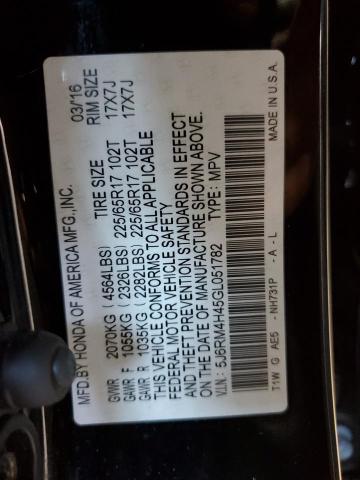 MFD.BY HONDA OF AMERICA MFG., INC. 03/16
TIRE SIZE RIM SIZE
GVWR 2070KG (4564LBS)
GAWR F 1055KG (2326LBS) 225/65R17 102T 17X7J
GAWR R 1035KG (2282LBS) 225/65R17 102T 17X7J
THIS VEHICLE CONFORMS TO ALL APPLICABLE
FEDERAL MOTOR VEHICLE SAFETY
AND THEFT PREVENTION STANDARDS IN EFFECT
ON THE DATE OF MANUFACTURE SHOWN ABOVE.
V.I.N.: 5J6RM4H45GL051782 TYPE: MPV
T1W G AE5 - NH731P - A - L MADE IN U.S.A.